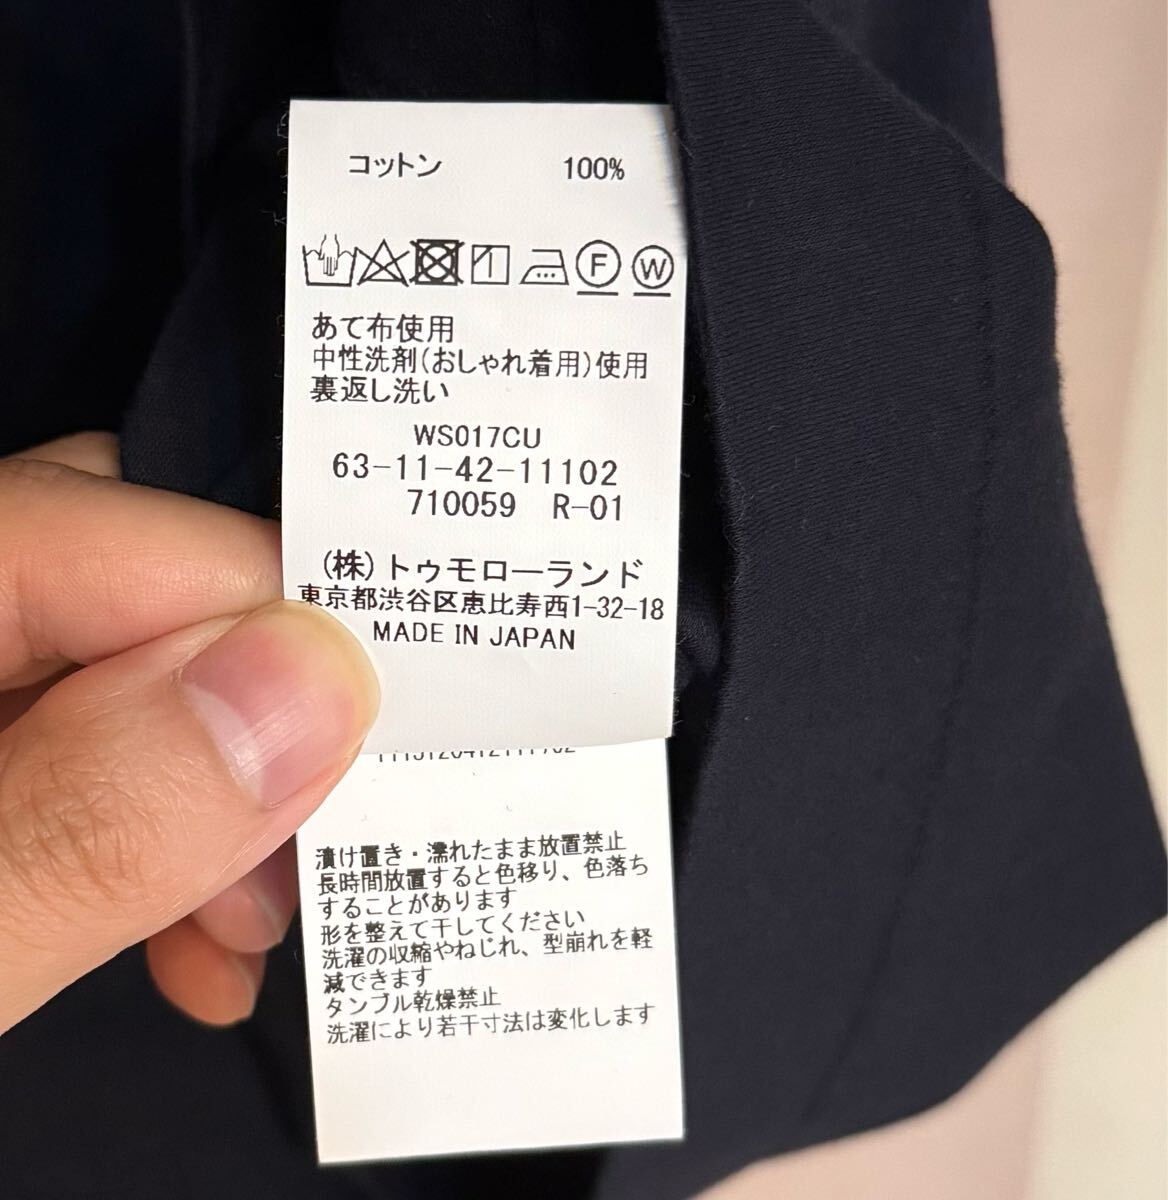 コットン 100%
F W
あて布使用
中性洗剤(おしゃれ着用)使用
裏返し洗い
WS017CU
63-11-42-11102
710059 R-01
(株)トゥモローランド
東京都渋谷区恵比寿西1-32-18
MADE IN JAPAN
漬け置き・濡れたまま放置禁止
長時間放置すると色移り、色落ち
することがあります
形を整えて干してください
洗濯の収縮やねじれ、型崩れを軽
減できます
タンブル乾燥禁止
洗濯により若干寸法は変化します